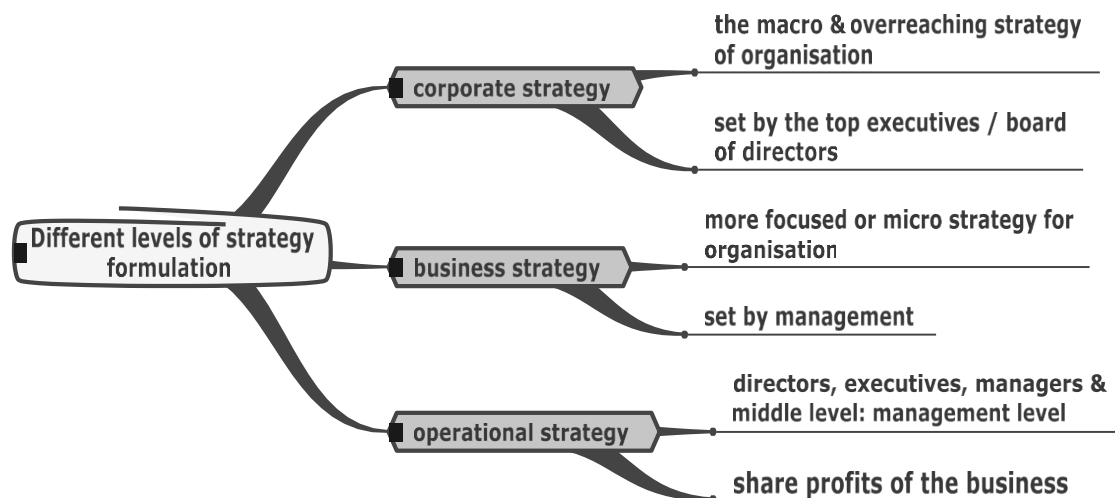 the macro & overreaching strategy
of organisation
corporate strategy
set by the top executives / board
of directors
Different levels of strategy
formulation
more focused or micro strategy for
organisation
business strategy
set by management
directors, executives, managers &
middle level: management level
operational strategy
share profits of the business